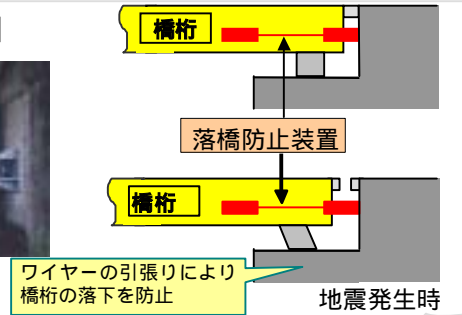 橋桁
落橋防止装置
橋桁
ワイヤーの引張りにより
橋桁の落下を防止
地震発生時